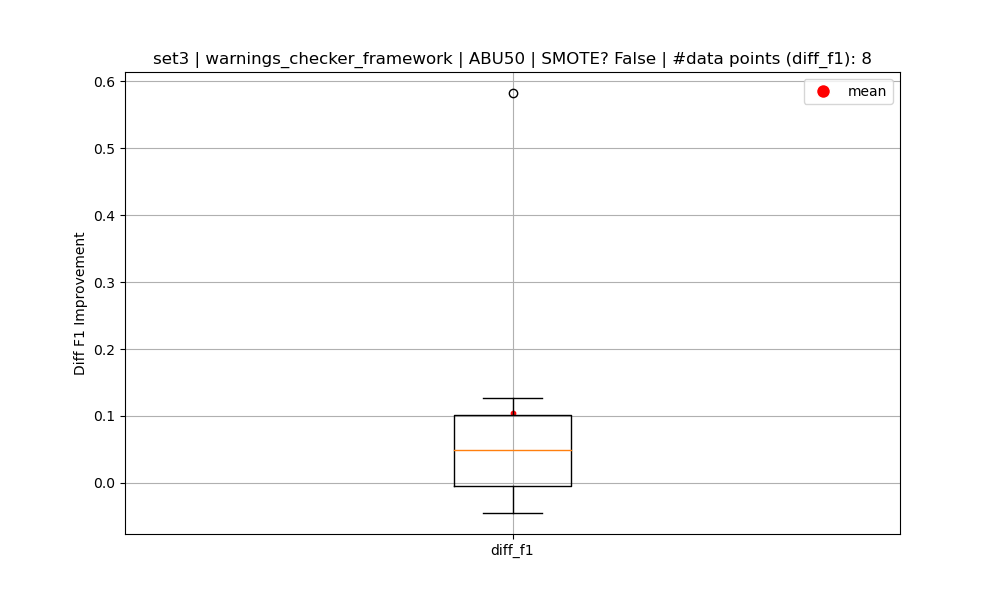 set3 | warnings_checker_framework | ABU50 | SMOTE? False | #data points (diff_f1): 8
mean
0.6
0.5
0.4
0.3
0.2
0.1
0.0
Diff F1 Improvement
diff_f1